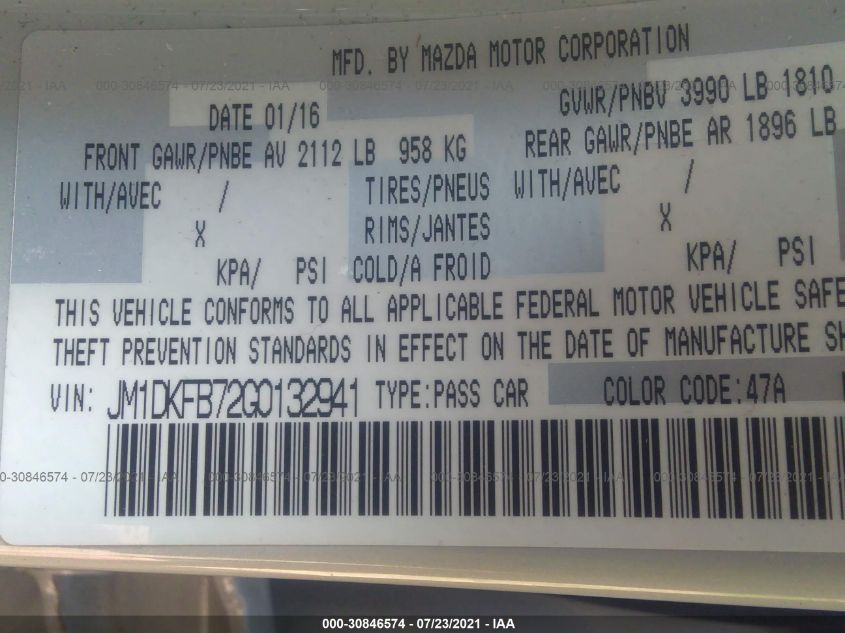 MFD. BY MAZDA MOTOR CORPORATION
DATE 01/16 GVWR/PNBV 3990 LB 1810
FRONT GAWR/PNBE AV 2112 LB 958 KG REAR GAWR/PNBE AR 1896 LB
WITH/AVEC / TIRES/PNEUS WITH/AVEC /
X RIMS/JANTES X
KPA/ PSI COLD/A FROID KPA/ PSI
THIS VEHICLE CONFORMS TO ALL APPLICABLE FEDERAL MOTOR VEHICLE SAFE
THEFT PREVENTION STANDARDS IN EFFECT ON THE DATE OF MANUFACTURE SH
VIN: JM1DKFB72G0132941 TYPE:PASS CAR COLOR CODE:47A
000-30846574 - 07/23/2021 - IAA